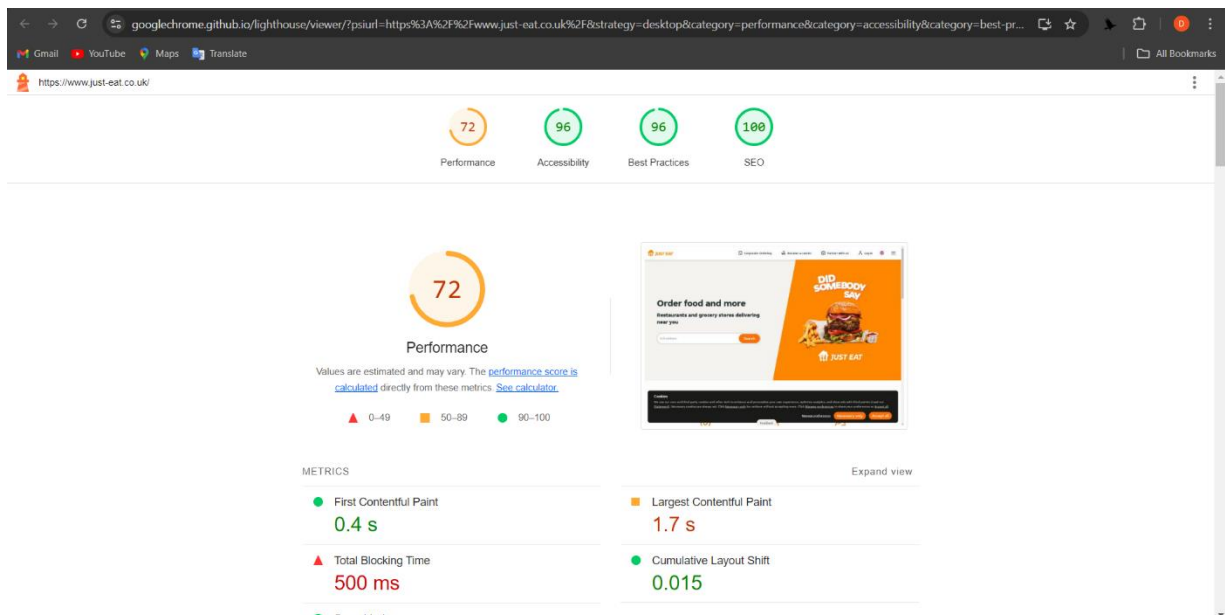 googlechrome.github.io/lighthouse/viewer/?psiurl=https%3A%2F%2Fwww.just-eat.co.uk%2F&strategy=desktop&category=performance&category=accessibility&category=best-pr...
D
Gmail YouTube Maps Translate
All Bookmarks
https://www.just-eat.co.uk/
72 96 96 100
Performance Accessibility Best Practices SEO
72
Performance
Values are estimated and may vary. The performance score is
calculated directly from these metrics. See calculator.
0–49 50–89 90–100
JUST EAT
DID
SOMEBODY
SAY
JUST EAT
Order food and more
Restaurants and grocery stores delivering
near you
Search
Cookies
METRICS
Expand view
First Contentful Paint
0.4 s
Largest Contentful Paint
1.7 s
Total Blocking Time
500 ms
Cumulative Layout Shift
0.015